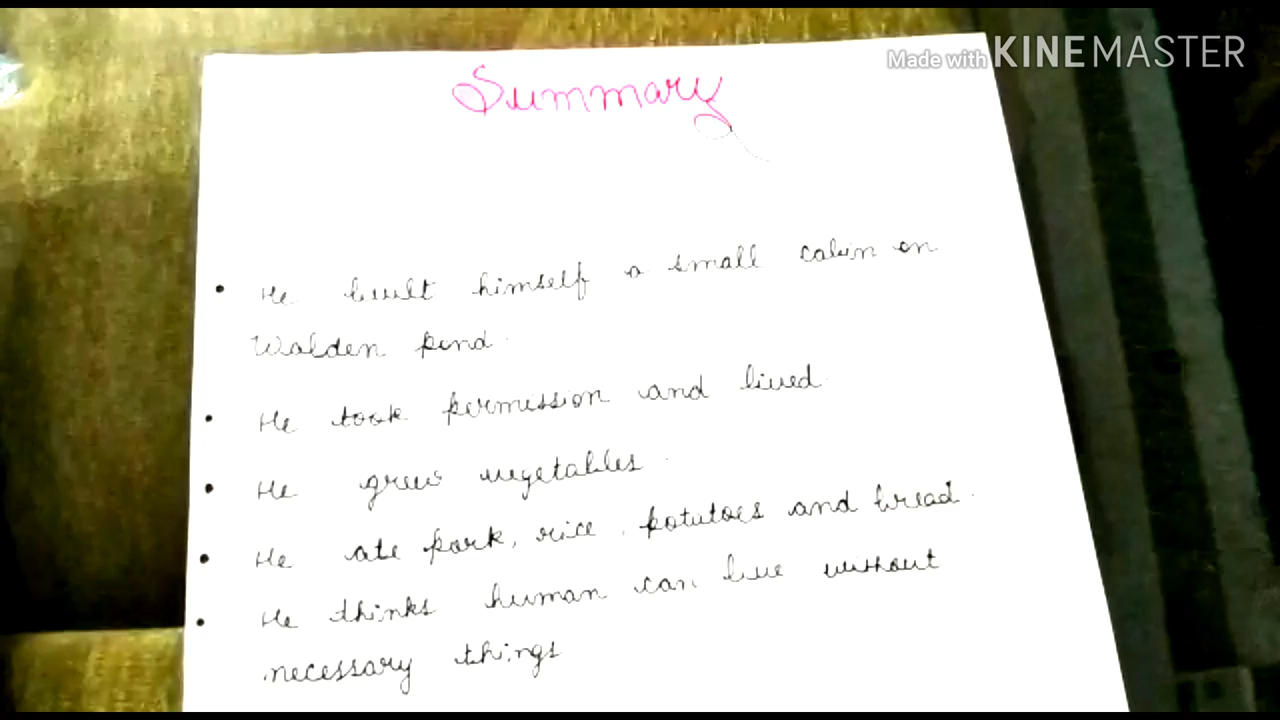 Made with KINEMASTER
Summary
• He built himself a small cabin on
Walden pond.
• He took permission and lived.
• He grew vegetables.
• He ate pork, rice, potatoes and bread.
• He thinks human can live without
necessary things